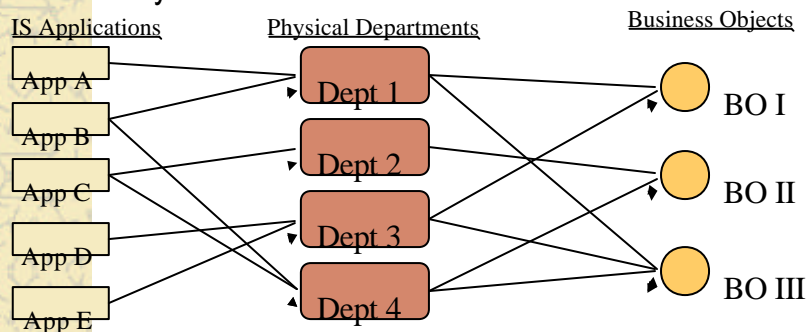 IS Applications
Physical Departments
Business Objects
App A
App B
App C
App D
App E
Dept 1
Dept 2
Dept 3
Dept 4
BO I
BO II
BO III